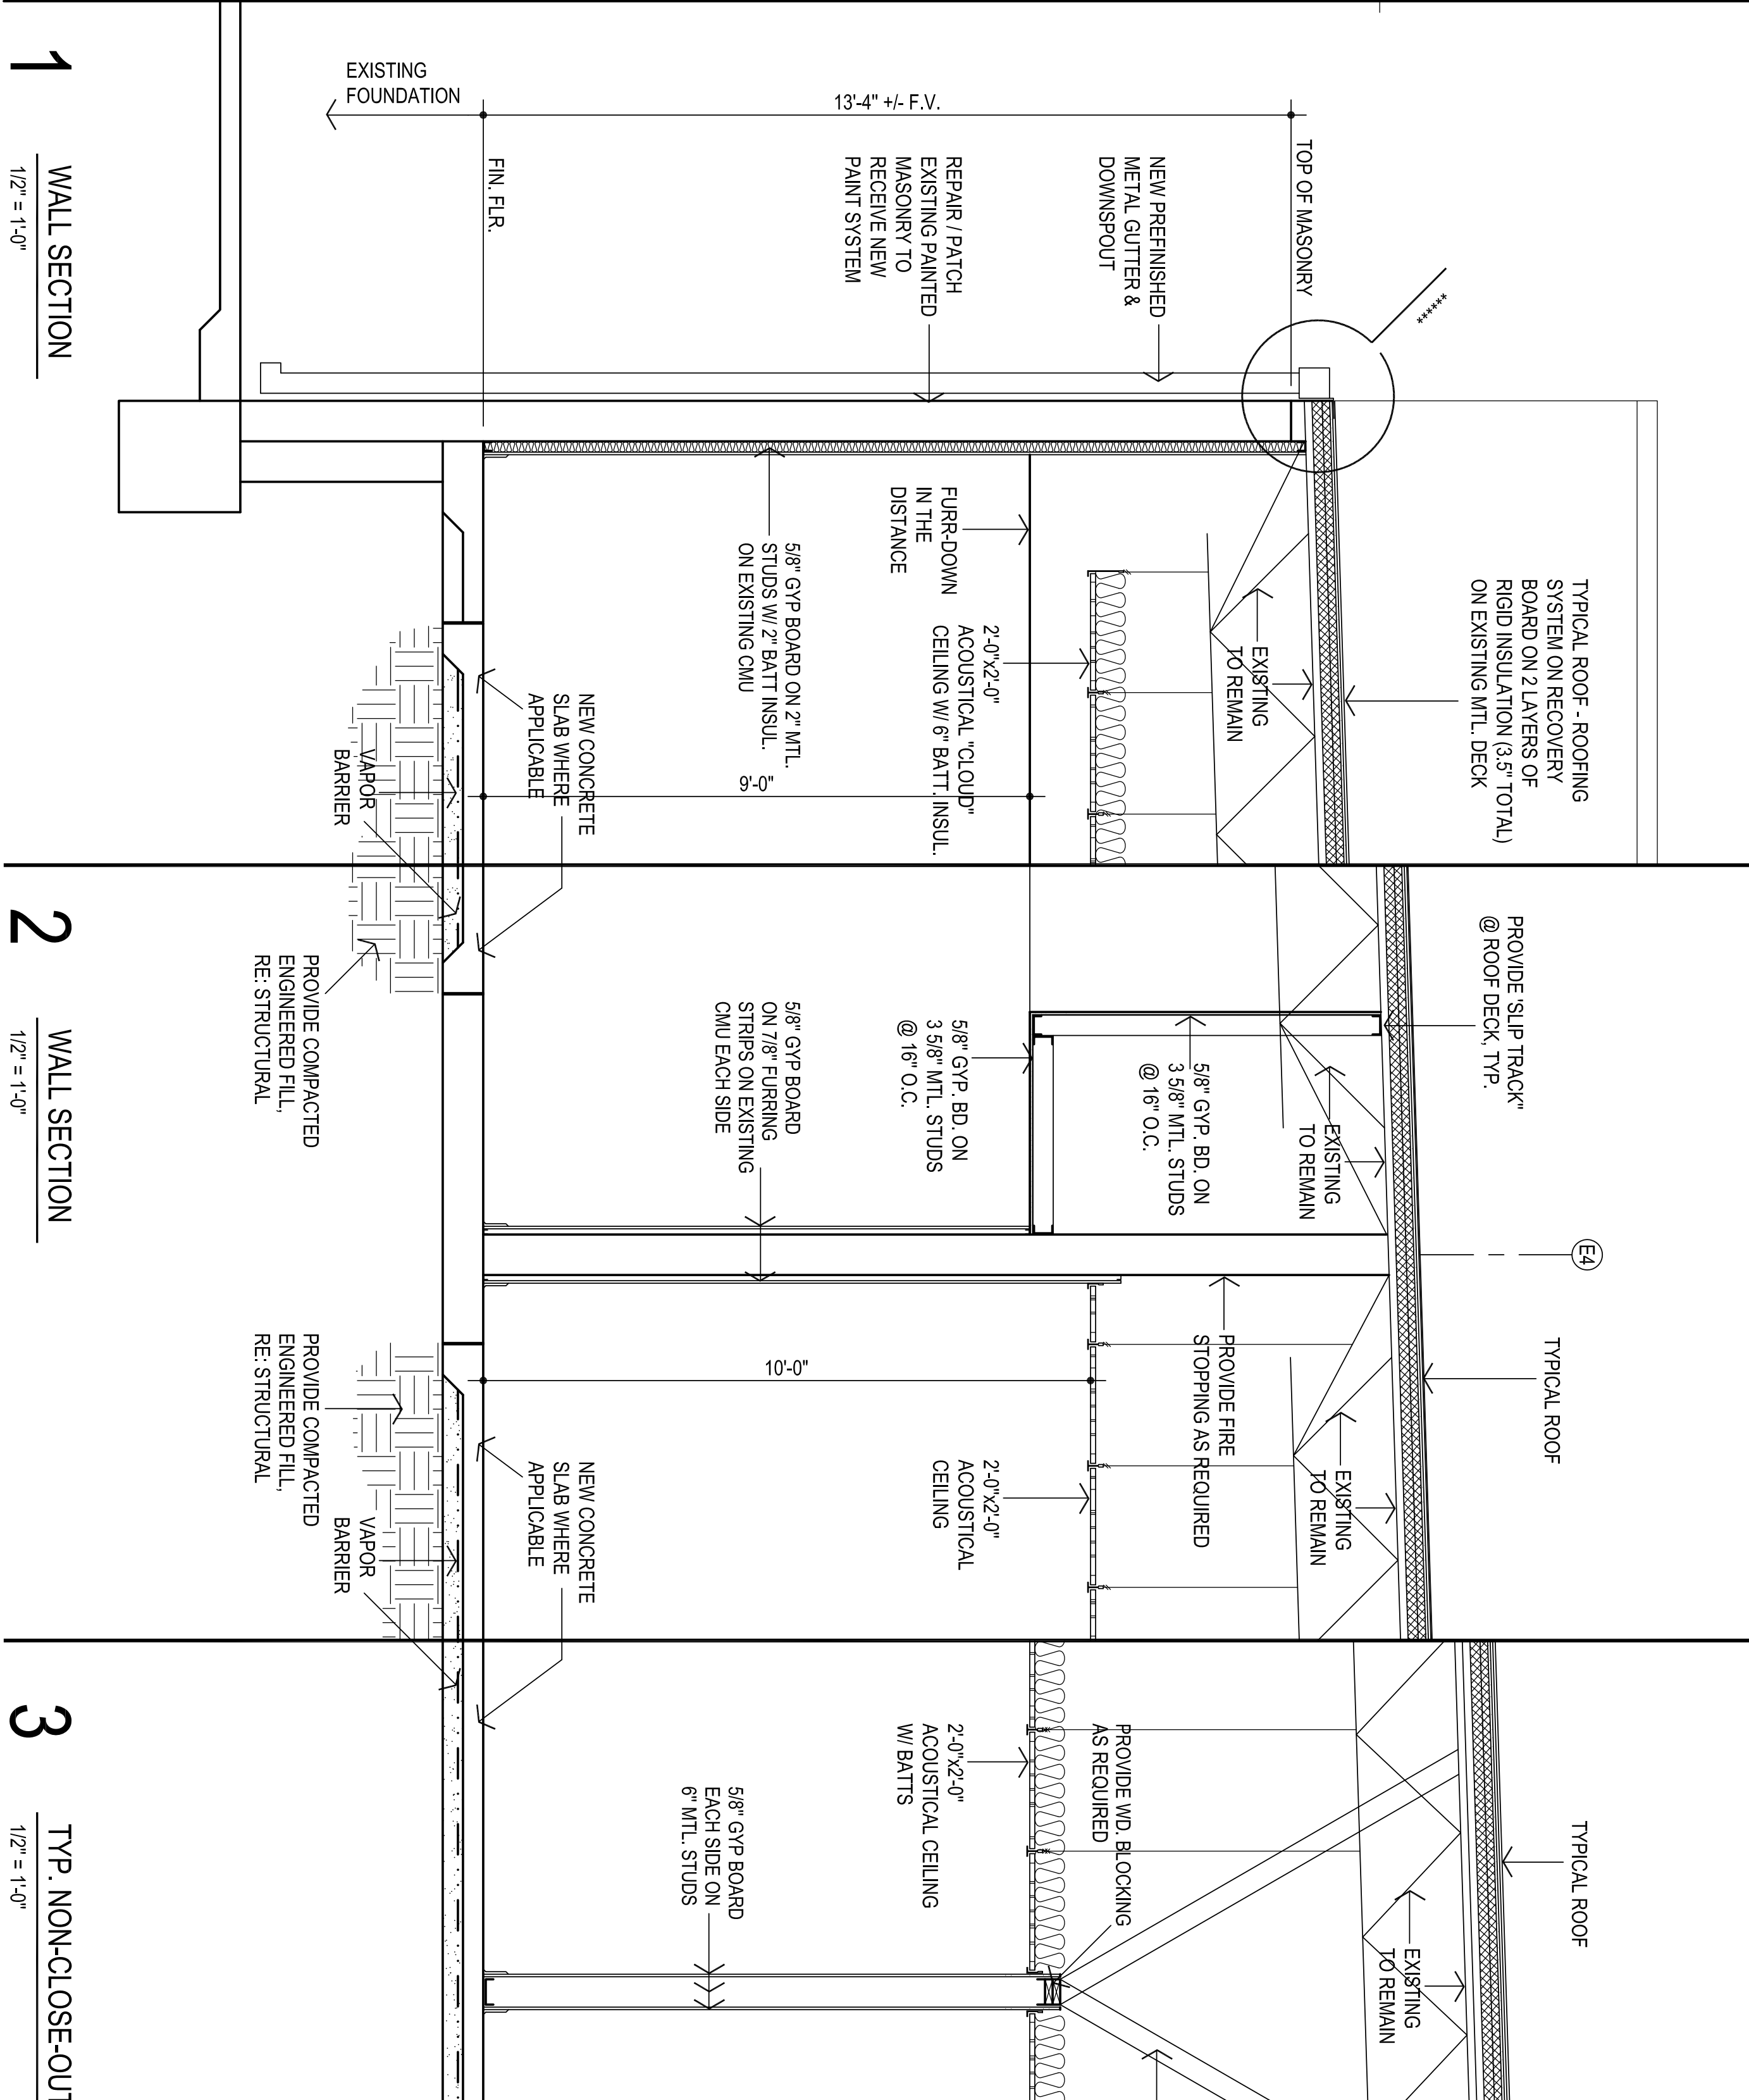 EXISTING
FOUNDATION
13'-4" +/- F.V.
FIN. FLR.
TOP OF MASONRY
NEW PREFINISHED
METAL GUTTER &
DOWNSPOUT
REPAIR / PATCH
EXISTING PAINTED
MASONRY TO
RECEIVE NEW
PAINT SYSTEM
******
TYPICAL ROOF - ROOFING
SYSTEM ON RECOVERY
BOARD ON 2 LAYERS OF
RIGID INSULATION (3.5" TOTAL)
ON EXISTING MTL. DECK
EXISTING
TO REMAIN
FURR-DOWN
IN THE
DISTANCE
2'-0"x2'-0"
ACOUSTICAL "CLOUD"
CEILING W/ 6" BATT. INSUL.
5/8" GYP BOARD ON 2" MTL.
STUDS W/ 2" BATT INSUL.
ON EXISTING CMU
9'-0"
NEW CONCRETE
SLAB WHERE
APPLICABLE
VAPOR
BARRIER
1
WALL SECTION
1/2" = 1'-0"
PROVIDE 'SLIP TRACK"
@ ROOF DECK, TYP.
E4
TYPICAL ROOF
EXISTING
TO REMAIN
5/8" GYP. BD. ON
3 5/8" MTL. STUDS
@ 16" O.C.
5/8" GYP. BD. ON
3 5/8" MTL. STUDS
@ 16" O.C.
5/8" GYP BOARD
ON 7/8" FURRING
STRIPS ON EXISTING
CMU EACH SIDE
PROVIDE FIRE
STOPPING AS REQUIRED
EXISTING
TO REMAIN
2'-0"x2'-0"
ACOUSTICAL
CEILING
10'-0"
NEW CONCRETE
SLAB WHERE
APPLICABLE
PROVIDE COMPACTED
ENGINEERED FILL,
RE: STRUCTURAL
PROVIDE COMPACTED
ENGINEERED FILL,
RE: STRUCTURAL
VAPOR
BARRIER
2
WALL SECTION
1/2" = 1'-0"
TYPICAL ROOF
EXISTING
TO REMAIN
PROVIDE WD. BLOCKING
AS REQUIRED
2'-0"x2'-0"
ACOUSTICAL CEILING
W/ BATTS
5/8" GYP BOARD
EACH SIDE ON
6" MTL. STUDS
3
TYP. NON-CLOSE-OUT
1/2" = 1'-0"